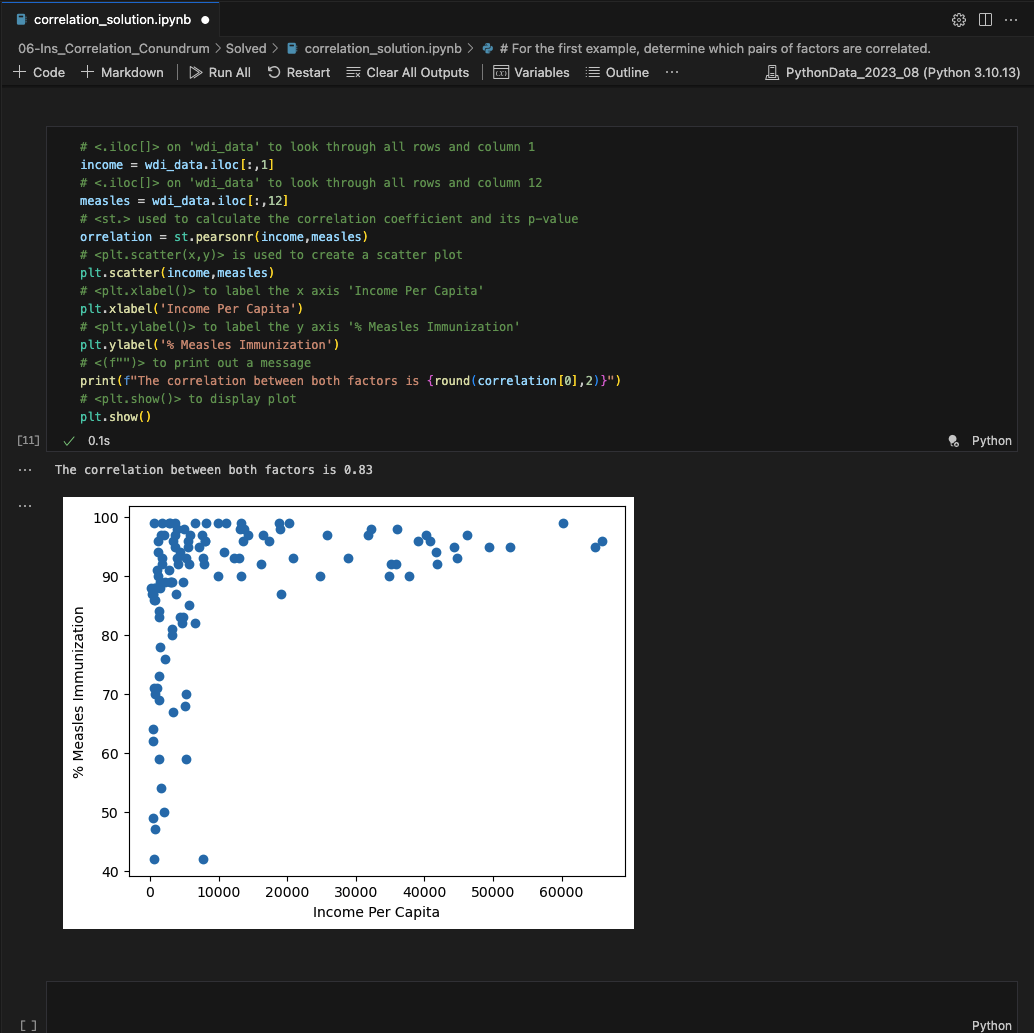 correlation_solution.ipynb
06-Ins_Correlation_Conundrum > Solved > correlation_solution.ipynb > # For the first example, determine which pairs of factors are correlated.
Code Markdown Run All Restart Clear All Outputs Variables Outline ... PythonData_2023_08 (Python 3.10.13)
# <.iloc[]> on 'wdi_data' to look through all rows and column 1
income = wdi_data.iloc[:,1]
# <.iloc[]> on 'wdi_data' to look through all rows and column 12
measles = wdi_data.iloc[:,12]
# <st.> used to calculate the correlation coefficient and its p-value
orrelation = st.pearsonr(income,measles)
# <plt.scatter(x,y)> is used to create a scatter plot
plt.scatter(income,measles)
# <plt.xlabel()> to label the x axis 'Income Per Capita'
plt.xlabel('Income Per Capita')
# <plt.ylabel()> to label the y axis '% Measles Immunization'
plt.ylabel('% Measles Immunization')
# <(f"")> to print out a message
print(f"The correlation between both factors is {round(correlation[0],2)}")
# <plt.show()> to display plot
plt.show()
[11] 0.1s Python
... The correlation between both factors is 0.83
...
100
90
80
70
60
50
40
% Measles Immunization
0 10000 20000 30000 40000 50000 60000
Income Per Capita
[ ] Python